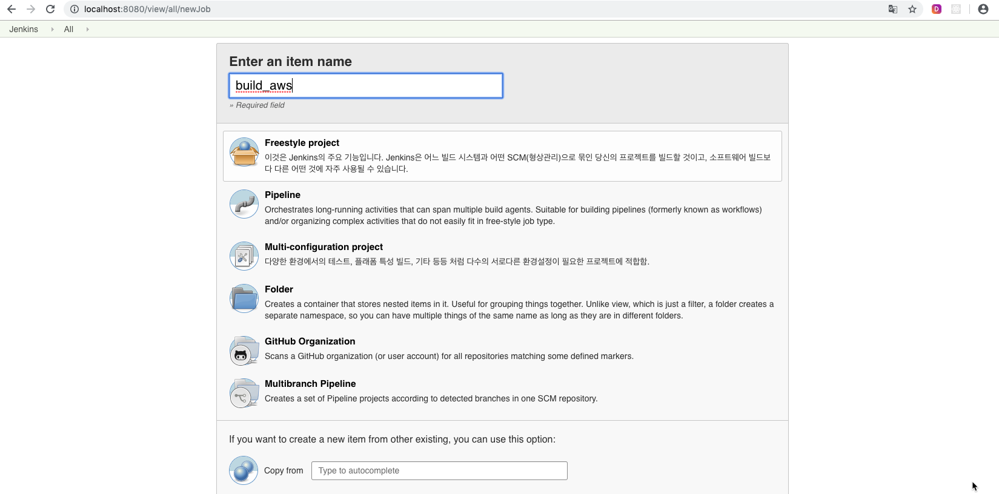 localhost:8080/view/all/newJob
D
Jenkins All
Enter an item name
build_aws
» Required field
Freestyle project
이것은 Jenkins의 주요 기능입니다. Jenkins은 어느 빌드 시스템과 어떤 SCM(형상관리)으로 묶인 당신의 프로젝트를 빌드할 것이고, 소프트웨어 빌드보
다 다른 어떤 것에 자주 사용될 수 있습니다.
Pipeline
Orchestrates long-running activities that can span multiple build agents. Suitable for building pipelines (formerly known as workflows)
and/or organizing complex activities that do not easily fit in free-style job type.
Multi-configuration project
다양한 환경에서의 테스트, 플래폼 특성 빌드, 기타 등등 처럼 다수의 서로다른 환경설정이 필요한 프로젝트에 적합함.
Folder
Creates a container that stores nested items in it. Useful for grouping things together. Unlike view, which is just a filter, a folder creates a
separate namespace, so you can have multiple things of the same name as long as they are in different folders.
GitHub Organization
Scans a GitHub organization (or user account) for all repositories matching some defined markers.
Multibranch Pipeline
Creates a set of Pipeline projects according to detected branches in one SCM repository.
If you want to create a new item from other existing, you can use this option:
Copy from Type to autocomplete